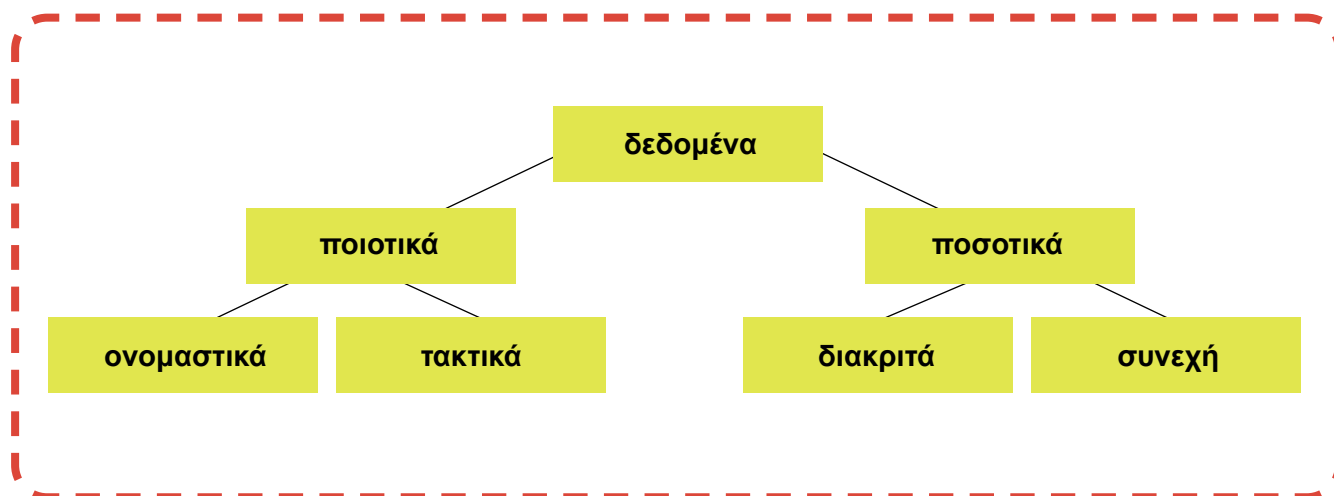 δεδομένα
ποιοτικά
ποσοτικά
ονομαστικά
τακτικά
διακριτά
συνεχή